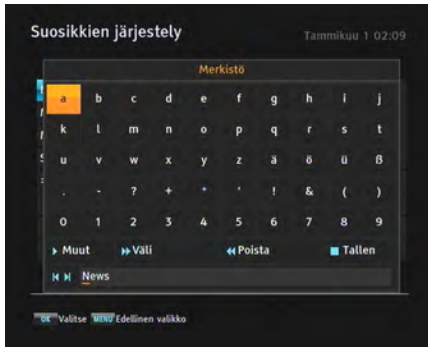 Suosikkien järjestely Tammikuu 1 02:09
Merkistö
a b c d e f g h i j
k l m n o p q r s t
u v w x y z ä ö ü ß
. - ? + * ' ! & ( )
0 1 2 3 4 5 6 7 8 9
Muut Väli Poista Tallen
News
OK Valitse MENU Edellinen valikko